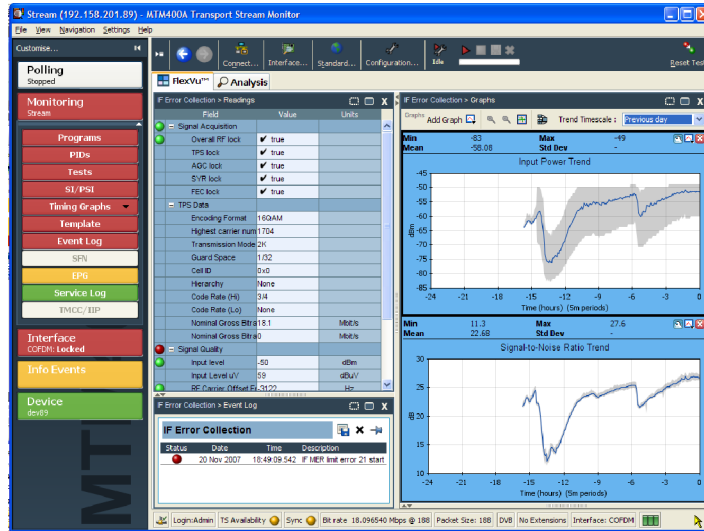 Stream (192.158.201.89) - MTM400A Transport Stream Monitor
File View Navigation Settings Help
Customise...
Connect... Interface... Standard... Configuration... Idle Reset Test
Polling
Stopped
Monitoring
Stream
Programs
PIDs
Tests
SI/PSI
Timing Graphs
Template
Event Log
SFN
EPG
Service Log
TMCC/IIP
Interface
COFDM: Locked
Info Events
Device
dev89
MTM
FlexVu™ Analysis
IF Error Collection > Readings
Field Value Units
Signal Acquisition
Overall RF lock true
TPS lock true
AGC lock true
SYR lock true
FEC lock true
TPS Data
Encoding Format 16QAM
Highest carrier num 1704
Transmission Mode 2K
Guard Space 1/32
Cell ID 0x0
Hierarchy None
Code Rate (Hi) 3/4
Code Rate (Lo) None
Nominal Gross Bitra 18.1 Mbit/s
Nominal Gross Bitra 0 Mbit/s
Signal Quality
Input level -50 dBm
Input Level uV 59 dBuV
RF Carrier Offset Er -3122 Hz
IF Error Collection > Event Log
IF Error Collection
Status Date Time Description
20 Nov 2007 18:49:09.542 IF MER limit error 21 start
IF Error Collection > Graphs
Graphs Add Graph Trend Timescale : Previous day
Min -83 Max -49
Mean -58.08 Std Dev -
Input Power Trend
-45
-50
-55
-60
-65
-70
-75
-80
-85
dBm
-24 -21 -18 -15 -12 -9 -6 -3 0
Time (hours) (5m periods)
Min 11.3 Max 27.6
Mean 22.68 Std Dev -
Signal-to-Noise Ratio Trend
30
25
20
15
10
dB
-24 -21 -18 -15 -12 -9 -6 -3 0
Time (hours) (5m periods)
Login:Admin TS Availability Sync Bit rate 18.096540 Mbps @ 188 Packet Size: 188 DVB No Extensions Interface: COFDM